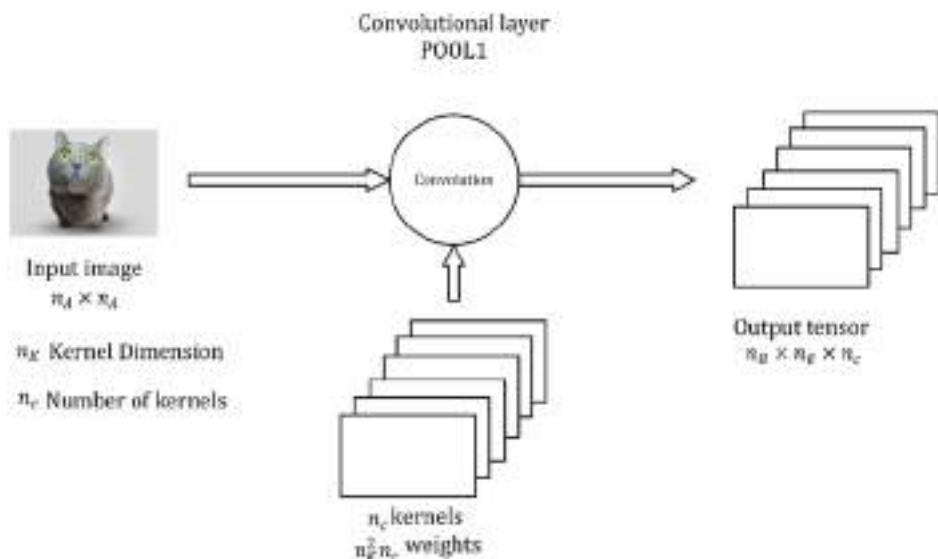 Convolutional layer
POOL1
Convolution
Input image
n_A × n_A
n_K Kernel Dimension
n_c Number of kernels
n_c kernels
n_K^2 n_c weights
Output tensor
n_B × n_B × n_c